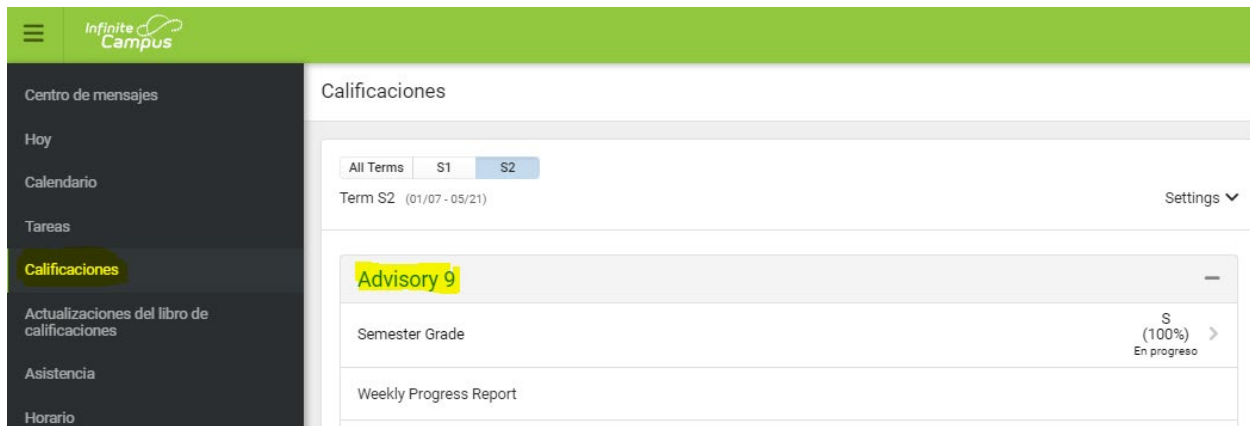 Infinite
Campus
Centro de mensajes
Hoy
Calendario
Tareas
Calificaciones
Actualizaciones del libro de
calificaciones
Asistencia
Horario
Calificaciones
All Terms S1 S2
Term S2 (01/07 - 05/21)
Settings
Advisory 9
Semester Grade
S
(100%)
En progreso
Weekly Progress Report